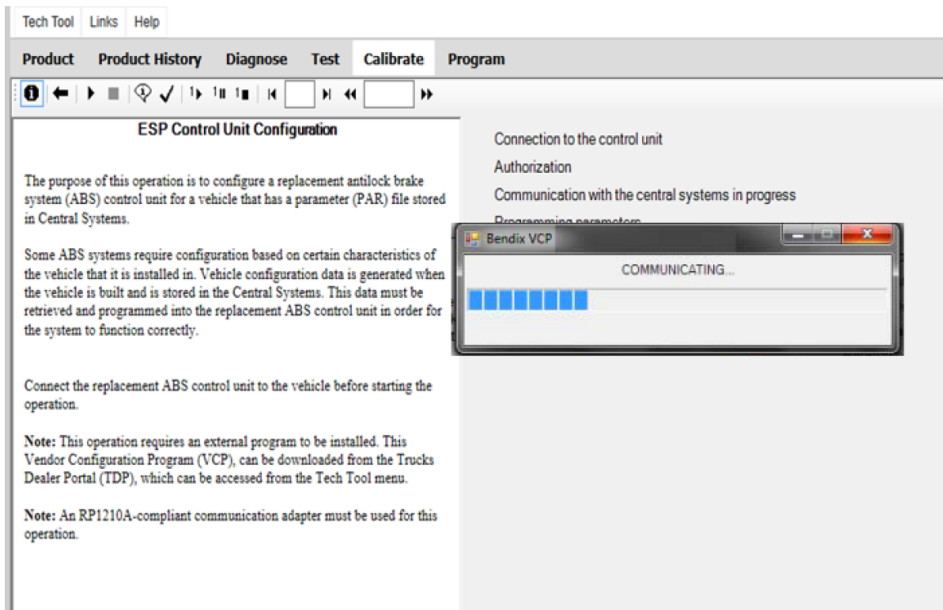 Tech Tool Links Help
Product Product History Diagnose Test Calibrate Program
ESP Control Unit Configuration
The purpose of this operation is to configure a replacement antilock brake
system (ABS) control unit for a vehicle that has a parameter (PAR) file stored
in Central Systems.
Some ABS systems require configuration based on certain characteristics of
the vehicle that it is installed in. Vehicle configuration data is generated when
the vehicle is built and is stored in the Central Systems. This data must be
retrieved and programmed into the replacement ABS control unit in order for
the system to function correctly.
Connect the replacement ABS control unit to the vehicle before starting the
operation.
Note: This operation requires an external program to be installed. This
Vendor Configuration Program (VCP), can be downloaded from the Trucks
Dealer Portal (TDP), which can be accessed from the Tech Tool menu.
Note: An RP1210A-compliant communication adapter must be used for this
operation.
Connection to the control unit
Authorization
Communication with the central systems in progress
Programming parameters
Bendix VCP
COMMUNICATING...